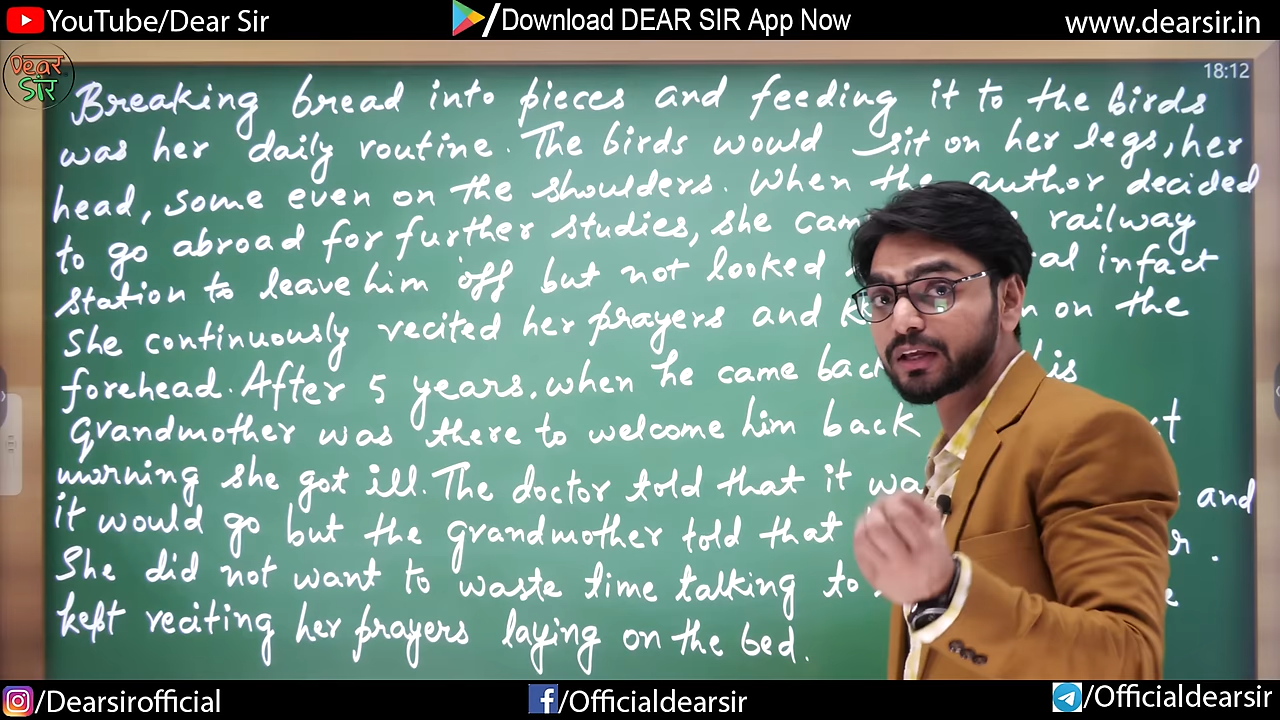 YouTube/Dear Sir
/Download DEAR SIR App Now
www.dearsir.in
Dear Sir
18:12
Breaking bread into pieces and feeding it to the birds
was her daily routine. The birds would sit on her legs, her
head, some even on the shoulders. When the author decided
to go abroad for further studies, she railway
station to leave him off but not looked infact
She continuously recited her prayers and on the
forehead. After 5 years, when he came
Grandmother was there to welcome him back
morning she got ill. The doctor told that it and
it would go but the grandmother told that
She did not want to waste time talking to
kept reciting her prayers laying on the bed.
/Dearsirofficial
/Officialdearsir
/Officialdearsir